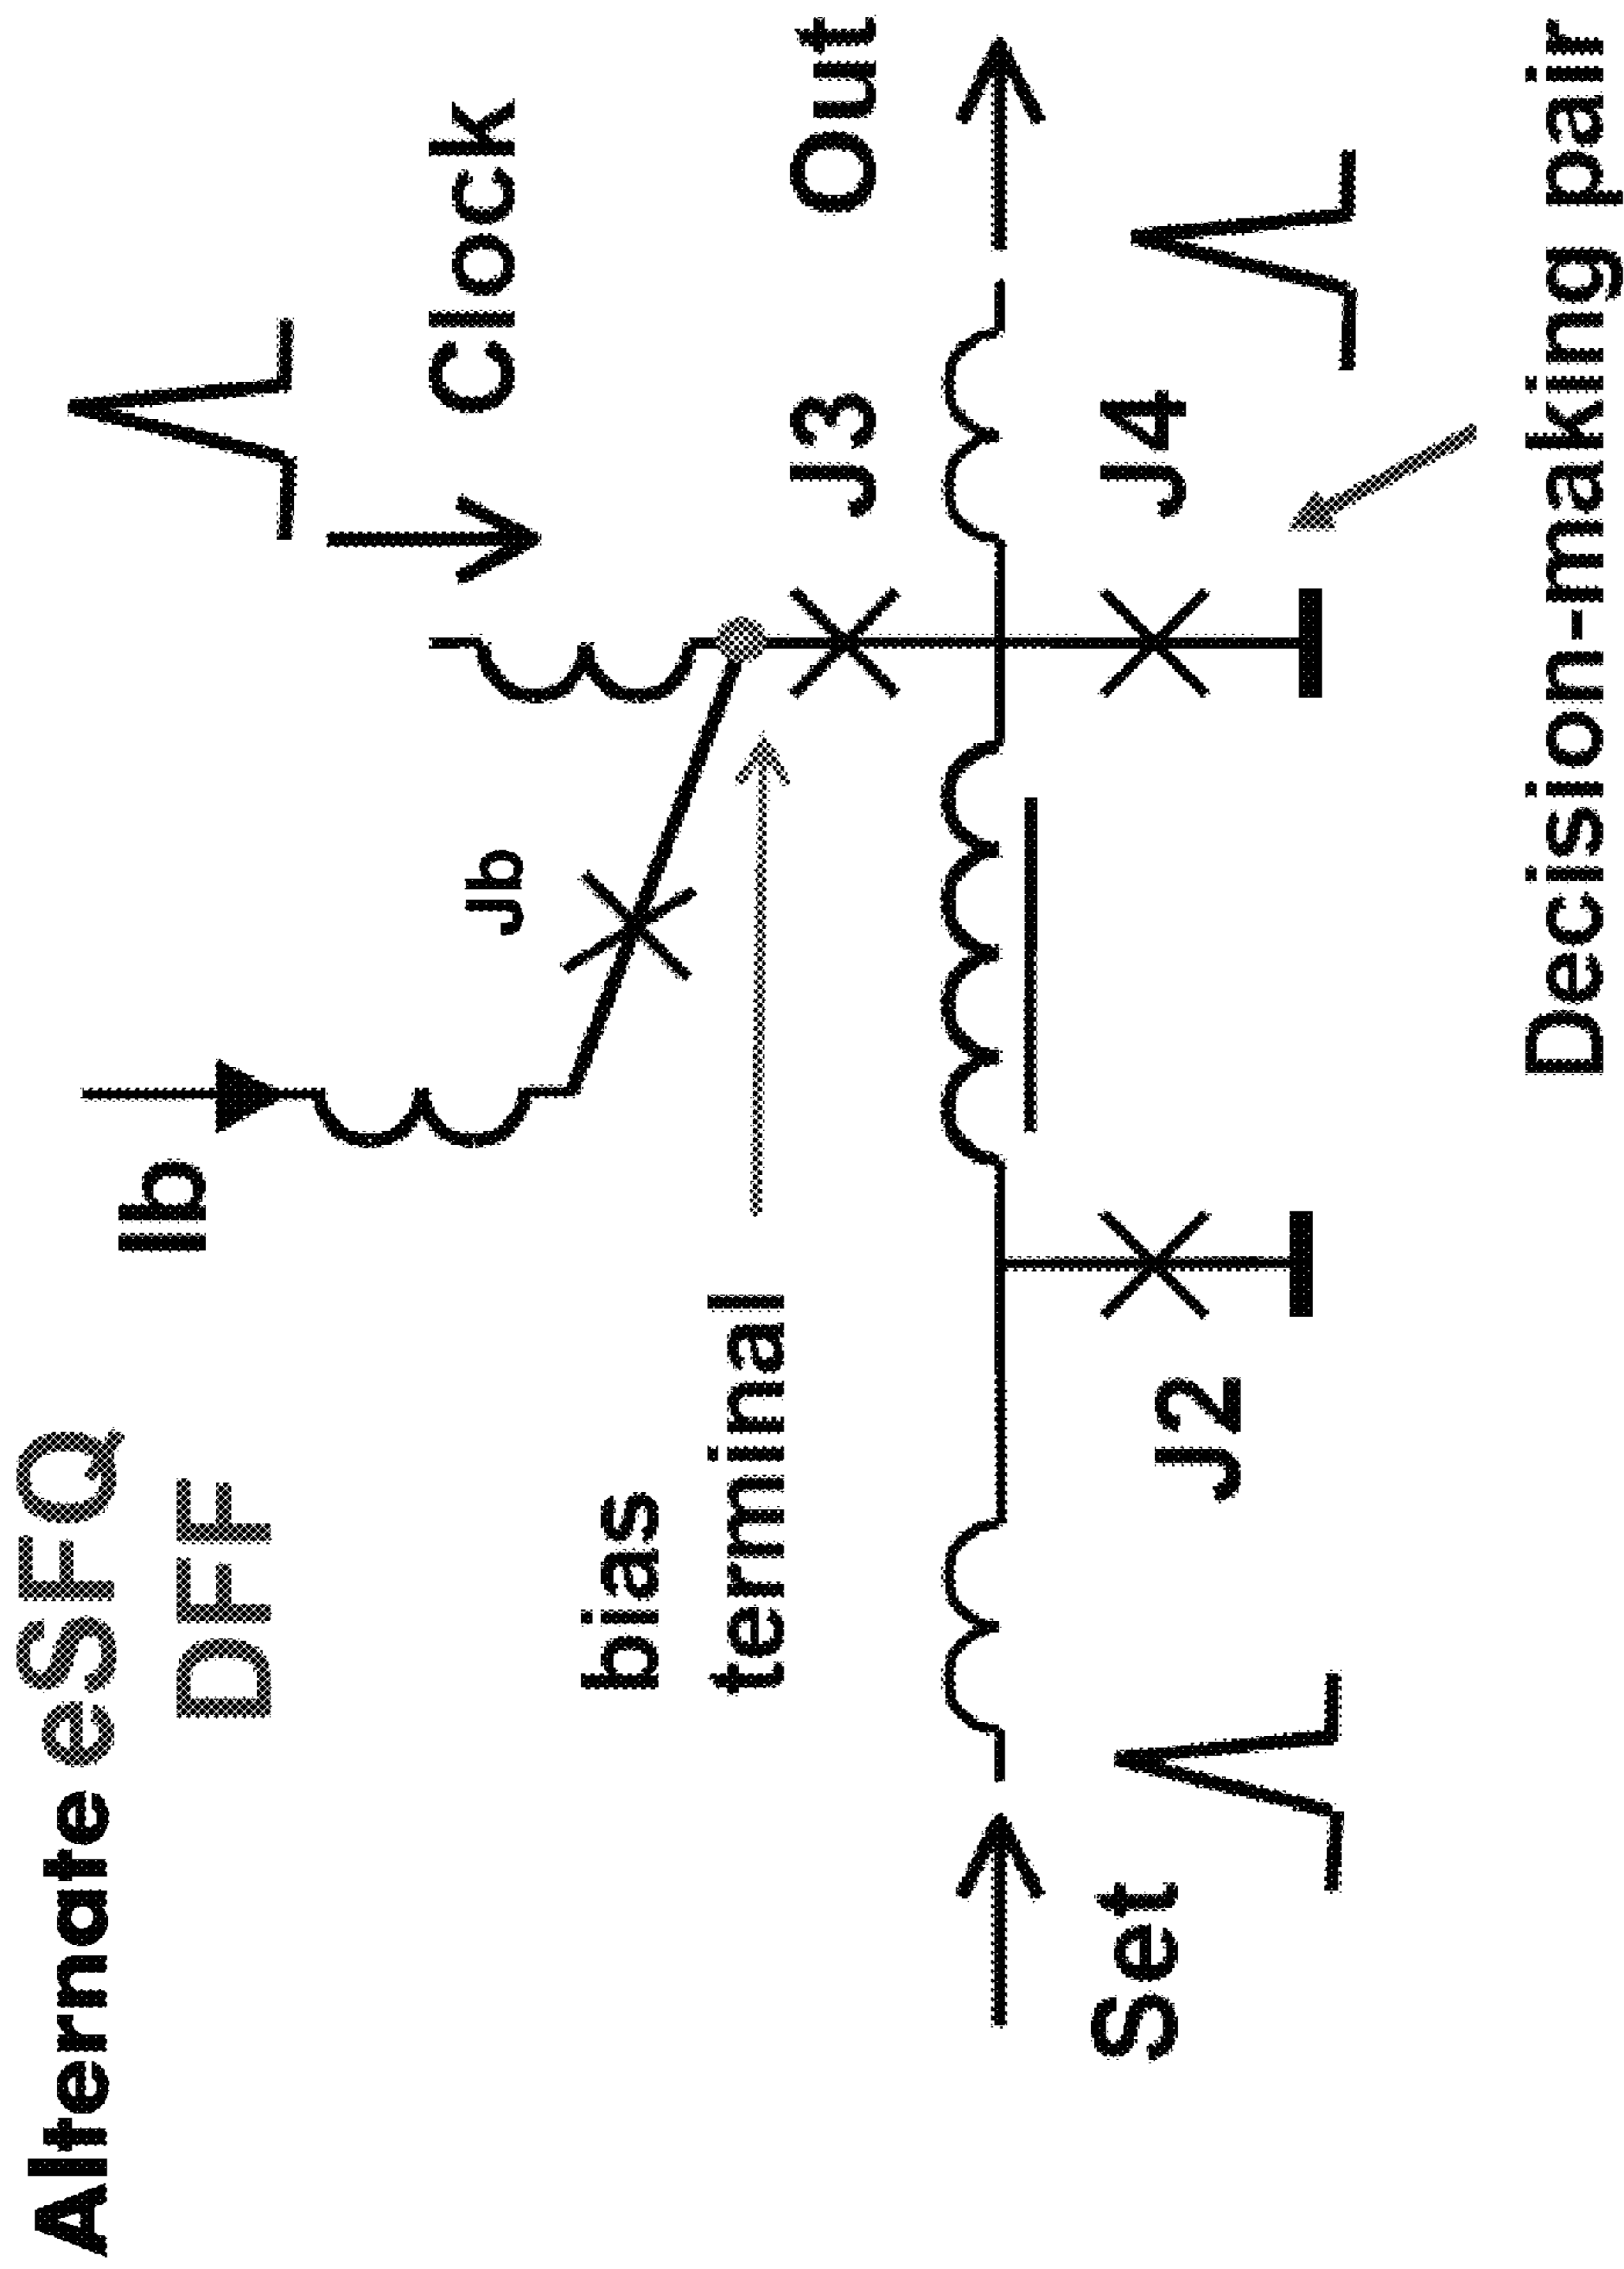 Alternate eSFQ
DFF
Ib
Clock
Jb
bias
terminal
J3
Out
Set
J2
J4
Decision-making pair